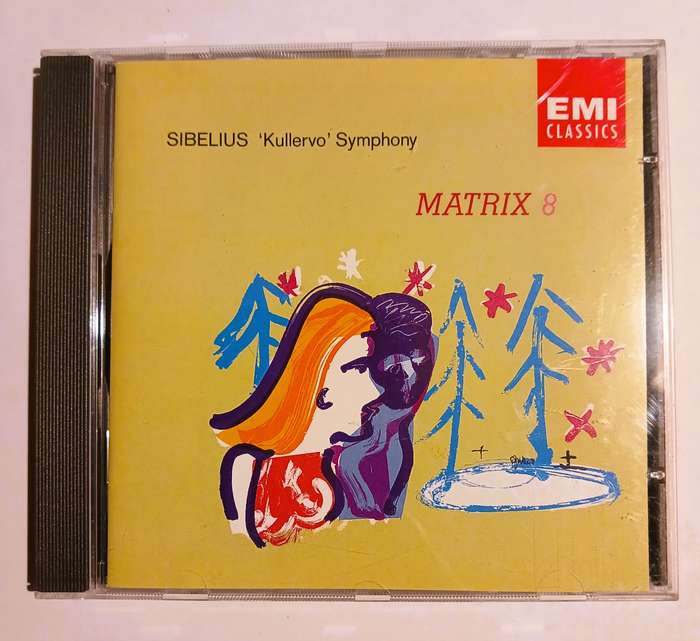 SIBELIUS 'Kullervo' Symphony
EMI
CLASSICS
MATRIX 8